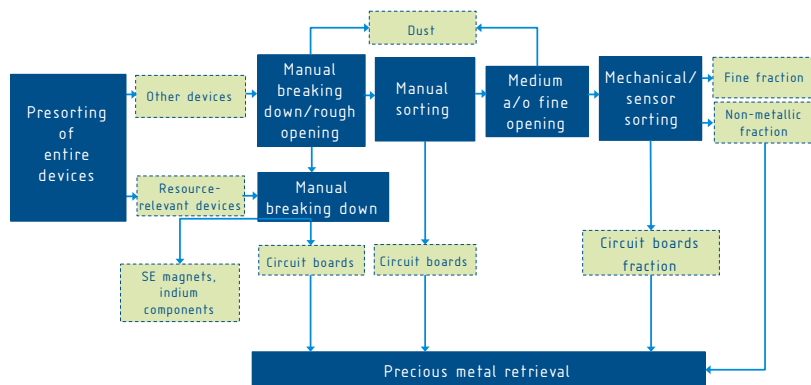 Dust
Presorting
of
entire
devices
Other devices
Manual
breaking
down/rough
opening
Manual
sorting
Medium
a/o fine
opening
Mechanical/
sensor
sorting
Fine fraction
Non-metallic
fraction
Resource-
relevant devices
Manual
breaking down
SE magnets,
indium
components
Circuit boards
Circuit boards
Circuit boards
fraction
Precious metal retrieval